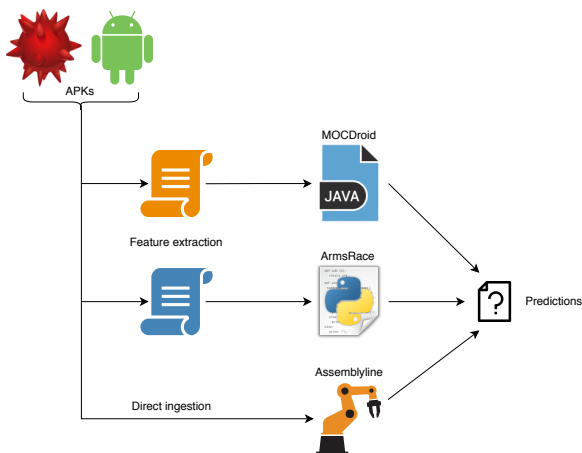 APKs
MOCDroid
JAVA
Feature extraction
ArmsRace
Predictions
?
Assemblyline
Direct ingestion